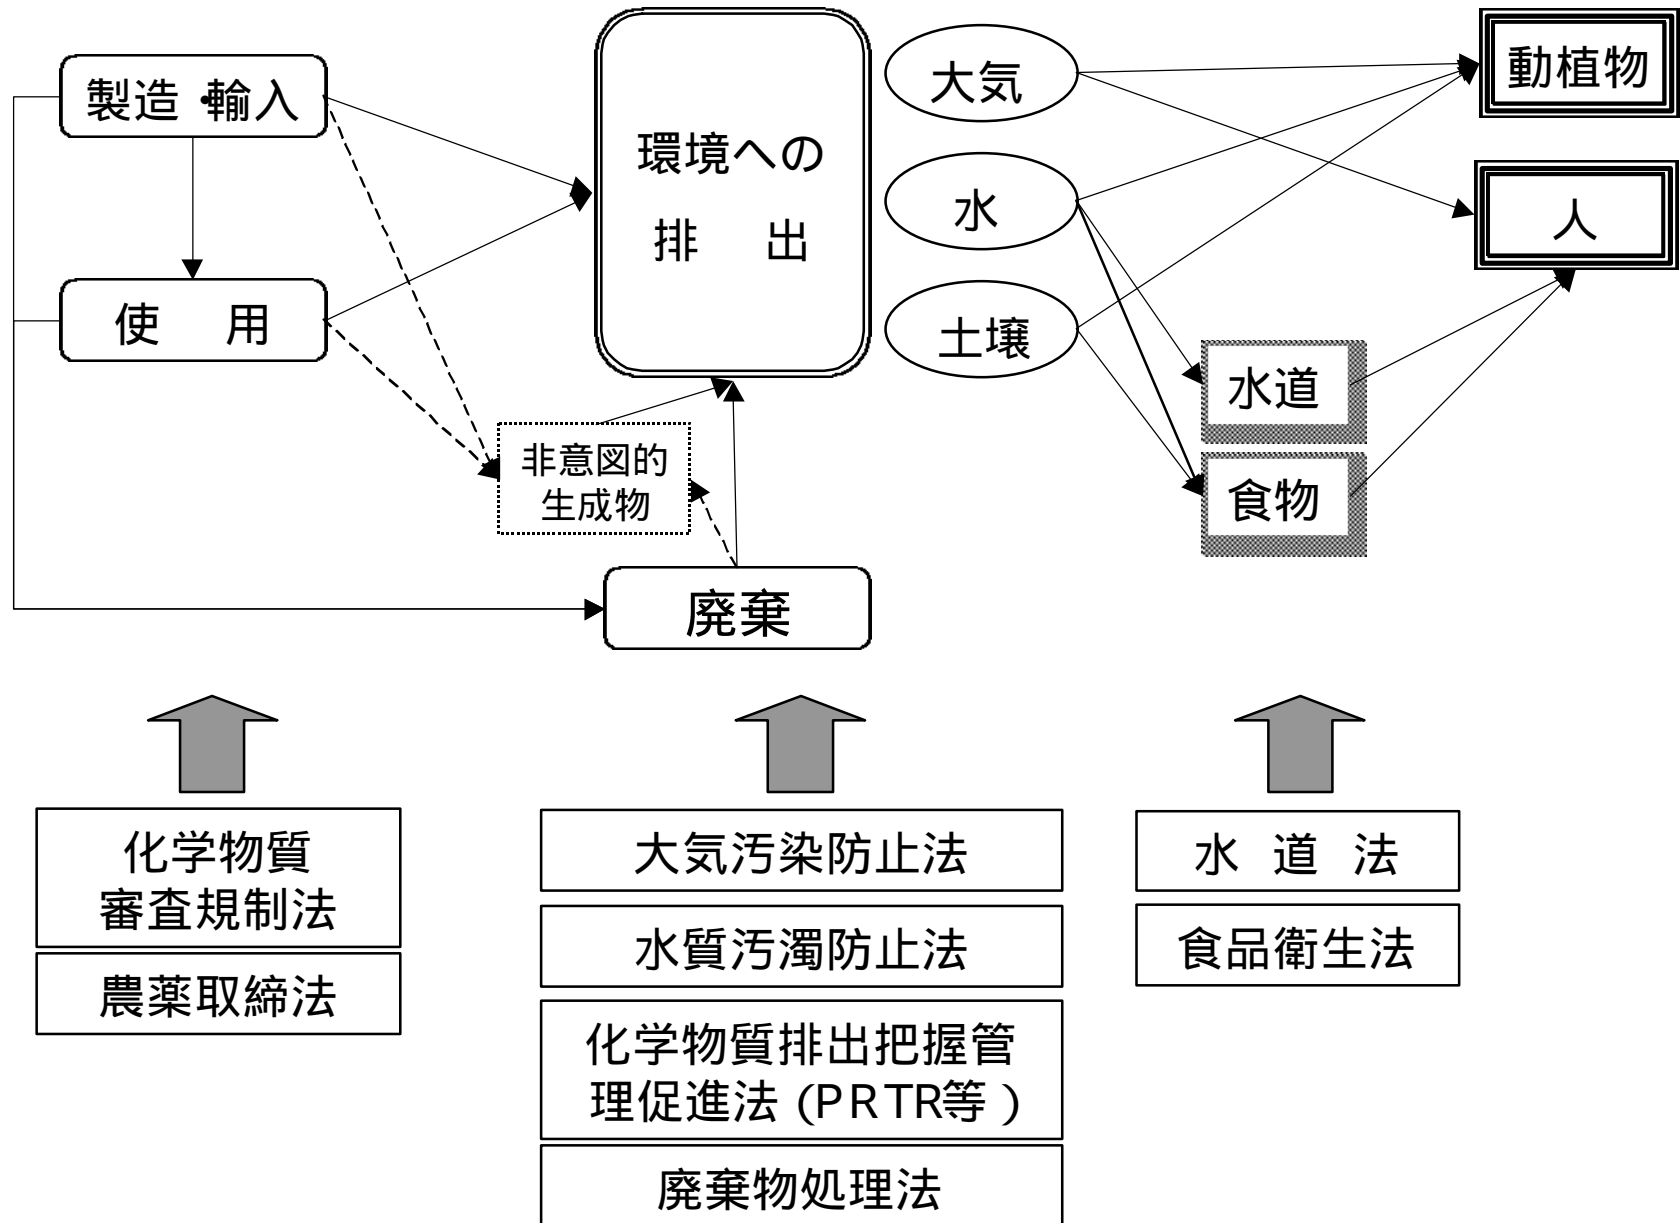 製造・輸入
使 用
環境への
排 出
非意図的
生成物
廃棄
大気
水
土壌
動植物
人
水道
食物
化学物質
審査規制法
農薬取締法
大気汚染防止法
水質汚濁防止法
化学物質排出把握管
理促進法(PRTR等)
廃棄物処理法
水 道 法
食品衛生法